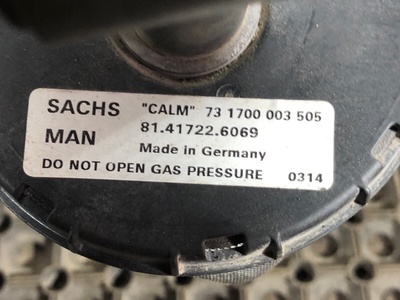 SACHS "CALM" 73 1700 003 505
MAN 81.41722.6069
Made in Germany
DO NOT OPEN GAS PRESSURE 0314